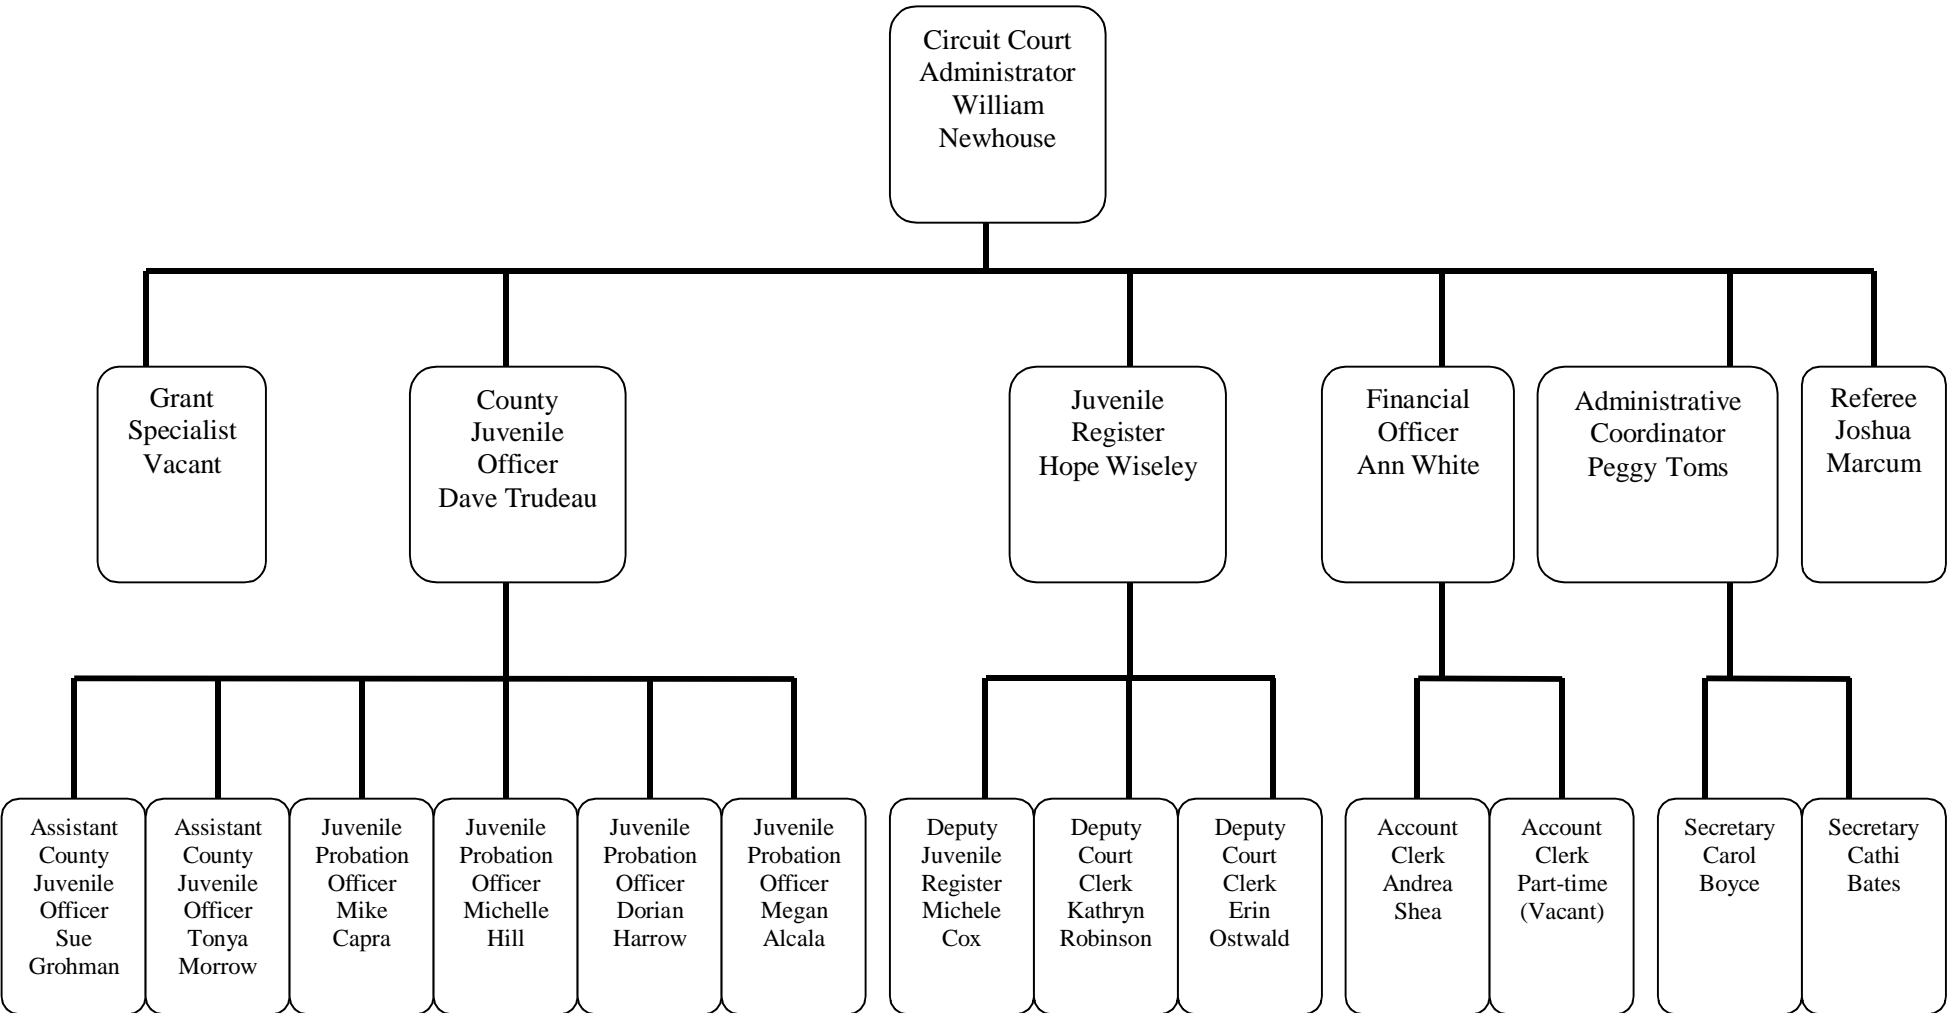 Circuit Court
Administrator
William
Newhouse
Grant
Specialist
Vacant
County
Juvenile
Officer
Dave Trudeau
Juvenile
Register
Hope Wiseley
Financial
Officer
Ann White
Administrative
Coordinator
Peggy Toms
Referee
Joshua
Marcum
Assistant
County
Juvenile
Officer
Sue
Grohman
Assistant
County
Juvenile
Officer
Tonya
Morrow
Juvenile
Probation
Officer
Mike
Capra
Juvenile
Probation
Officer
Michelle
Hill
Juvenile
Probation
Officer
Dorian
Harrow
Juvenile
Probation
Officer
Megan
Alcala
Deputy
Juvenile
Register
Michele
Cox
Deputy
Court
Clerk
Kathryn
Robinson
Deputy
Court
Clerk
Erin
Ostwald
Account
Clerk
Andrea
Shea
Account
Clerk
Part-time
(Vacant)
Secretary
Carol
Boyce
Secretary
Cathi
Bates